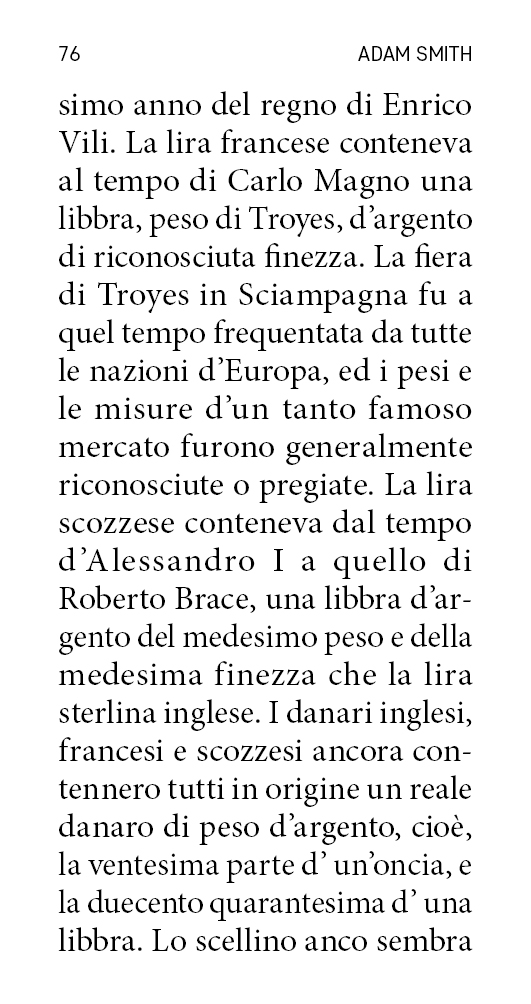 76 ADAM SMITH
simo anno del regno di Enrico
Vili. La lira francese conteneva
al tempo di Carlo Magno una
libbra, peso di Troyes, d’argento
di riconosciuta finezza. La fiera
di Troyes in Sciampagna fu a
quel tempo frequentata da tutte
le nazioni d’Europa, ed i pesi e
le misure d’un tanto famoso
mercato furono generalmente
riconosciute o pregiate. La lira
scozzese conteneva dal tempo
d’Alessandro I a quello di
Roberto Brace, una libbra d’ar-
gento del medesimo peso e della
medesima finezza che la lira
sterlina inglese. I danari inglesi,
francesi e scozzesi ancora con-
tennero tutti in origine un reale
danaro di peso d’argento, cioè,
la ventesima parte d’ un’oncia, e
la duecento quarantesima d’ una
libbra. Lo scellino anco sembra